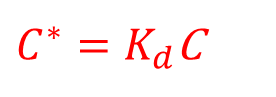 C* = K_d C